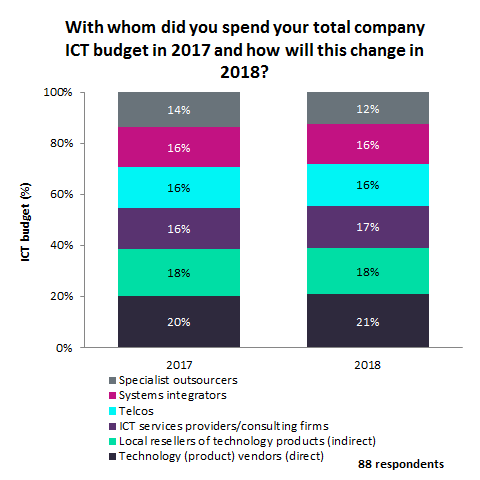 With whom did you spend your total company
ICT budget in 2017 and how will this change in
2018?
100%
80%
60%
40%
20%
0%
ICT budget (%)
14%
12%
16%
16%
16%
16%
16%
17%
18%
18%
20%
21%
2017
2018
Specialist outsourcers
Systems integrators
Telcos
ICT services providers/consulting firms
Local resellers of technology products (indirect)
Technology (product) vendors (direct)
88 respondents